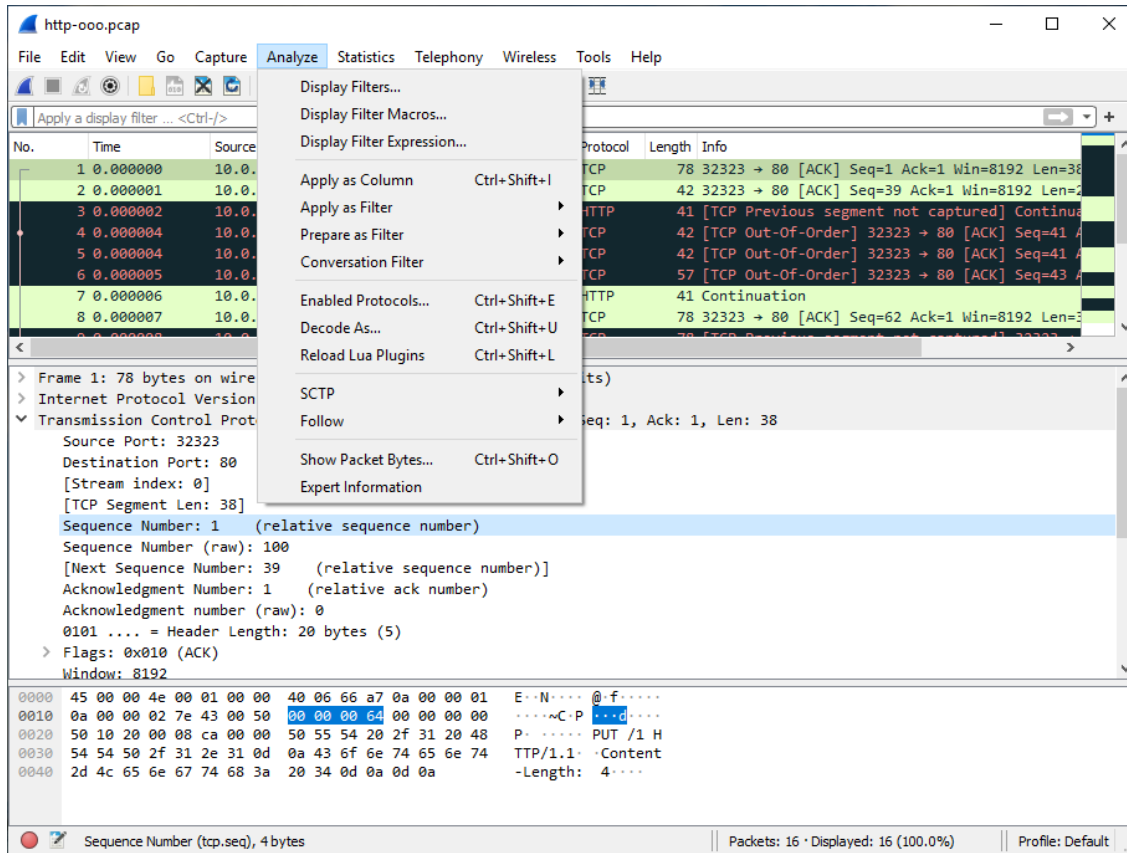 http-ooo.pcap
File Edit View Go Capture Analyze Statistics Telephony Wireless Tools Help
Apply a display filter ... <Ctrl-/>
Display Filters...
Display Filter Macros...
Display Filter Expression...
Apply as Column Ctrl+Shift+I
Apply as Filter
Prepare as Filter
Conversation Filter
Enabled Protocols... Ctrl+Shift+E
Decode As... Ctrl+Shift+U
Reload Lua Plugins Ctrl+Shift+L
SCTP
Follow
Show Packet Bytes... Ctrl+Shift+O
Expert Information
No. Time Source Protocol Length Info
1 0.000000 10.0. TCP 78 32323 → 80 [ACK] Seq=1 Ack=1 Win=8192 Len=38
2 0.000001 10.0. TCP 42 32323 → 80 [ACK] Seq=39 Ack=1 Win=8192 Len=2
3 0.000002 10.0. HTTP 41 [TCP Previous segment not captured] Continua
4 0.000004 10.0. TCP 42 [TCP Out-Of-Order] 32323 → 80 [ACK] Seq=41 A
5 0.000004 10.0. TCP 42 [TCP Out-Of-Order] 32323 → 80 [ACK] Seq=41 A
6 0.000005 10.0. TCP 57 [TCP Out-Of-Order] 32323 → 80 [ACK] Seq=43 A
7 0.000006 10.0. HTTP 41 Continuation
8 0.000007 10.0. TCP 78 32323 → 80 [ACK] Seq=62 Ack=1 Win=8192 Len=3
Frame 1: 78 bytes on wire its)
Internet Protocol Version
Transmission Control Prot Seq: 1, Ack: 1, Len: 38
Source Port: 32323
Destination Port: 80
[Stream index: 0]
[TCP Segment Len: 38]
Sequence Number: 1 (relative sequence number)
Sequence Number (raw): 100
[Next Sequence Number: 39 (relative sequence number)]
Acknowledgment Number: 1 (relative ack number)
Acknowledgment number (raw): 0
0101 .... = Header Length: 20 bytes (5)
Flags: 0x010 (ACK)
Window: 8192
0000 45 00 00 4e 00 01 00 00 40 06 66 a7 0a 00 00 01 E··N···· @·f·····
0010 0a 00 00 02 7e 43 00 50 00 00 00 64 00 00 00 00 ····~C·P ···d····
0020 50 10 20 00 08 ca 00 00 50 55 54 20 2f 31 20 48 P· ····· PUT /1 H
0030 54 54 50 2f 31 2e 31 0d 0a 43 6f 6e 74 65 6e 74 TTP/1.1· ·Content
0040 2d 4c 65 6e 67 74 68 3a 20 34 0d 0a 0d 0a -Length: 4····
Sequence Number (tcp.seq), 4 bytes Packets: 16 · Displayed: 16 (100.0%) Profile: Default